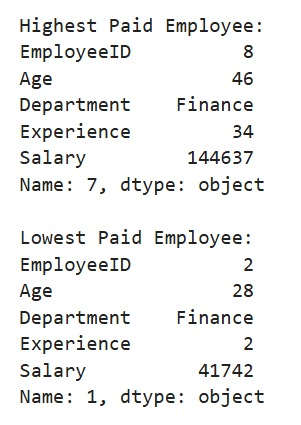 Highest Paid Employee:
EmployeeID 8
Age 46
Department Finance
Experience 34
Salary 144637
Name: 7, dtype: object
Lowest Paid Employee:
EmployeeID 2
Age 28
Department Finance
Experience 2
Salary 41742
Name: 1, dtype: object